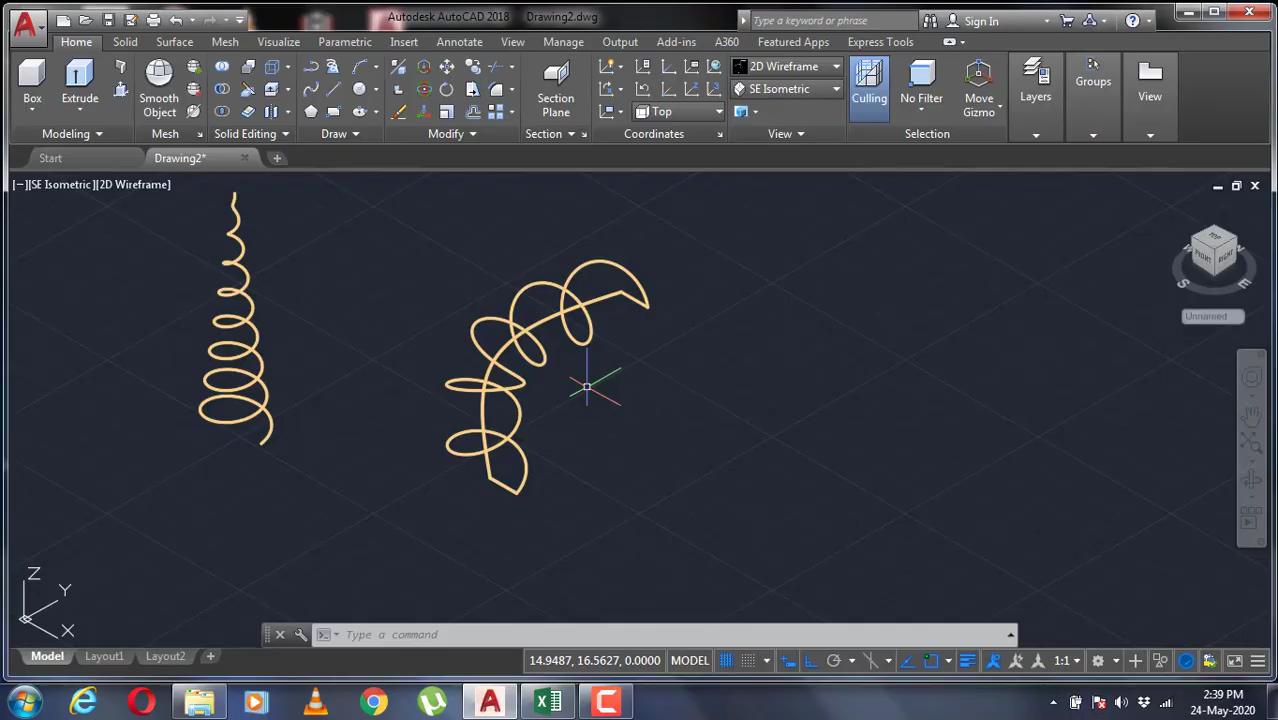 Autodesk AutoCAD 2018 Drawing2.dwg
Type a keyword or phrase
Sign In
Home Solid Surface Mesh Visualize Parametric Insert Annotate View Manage Output Add-ins A360 Featured Apps Express Tools
Box
Extrude
Smooth
Object
Section
Plane
Top
2D Wireframe
SE Isometric
Culling
No Filter
Move
Gizmo
Layers
Groups
View
Modeling Mesh Solid Editing Draw Modify Section Coordinates View Selection
Start Drawing2* +
[−][SE Isometric][2D Wireframe]
TOP
W N
FRONT RIGHT
S E
Unnamed
Z
Y
X
Type a command
Model Layout1 Layout2 +
14.9487, 16.5627, 0.0000 MODEL 1:1
2:39 PM
24-May-2020